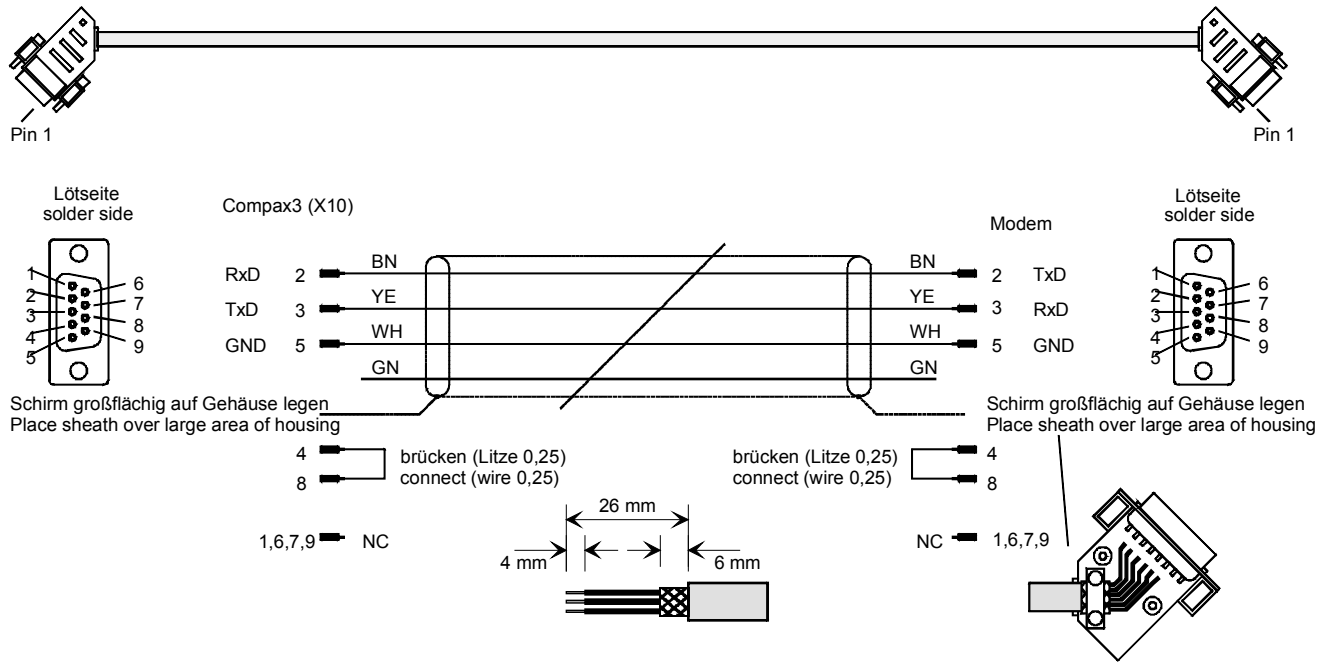 Pin 1
Pin 1
Lötseite
solder side
Compax3 (X10)
Modem
Lötseite
solder side
1
2
3
4
5
6
7
8
9
RxD 2 BN BN 2 TxD
TxD 3 YE YE 3 RxD
GND 5 WH WH 5 GND
GN GN
1
2
3
4
5
6
7
8
9
Schirm großflächig auf Gehäuse legen
Place sheath over large area of housing
Schirm großflächig auf Gehäuse legen
Place sheath over large area of housing
4
8
brücken (Litze 0,25)
connect (wire 0,25)
brücken (Litze 0,25)
connect (wire 0,25)
4
8
1,6,7,9 NC
26 mm
4 mm
6 mm
NC 1,6,7,9